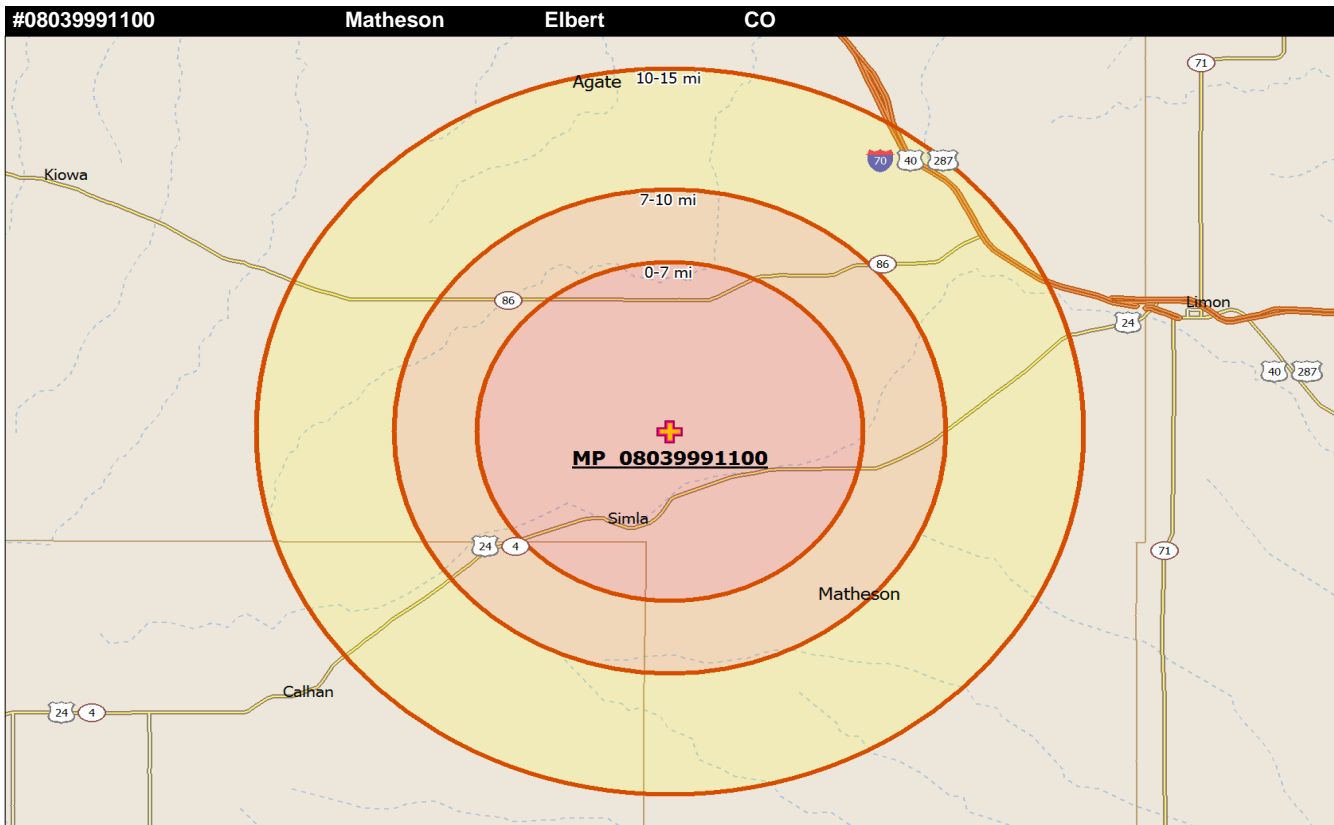 #08039991100 Matheson Elbert CO
71
Agate 10-15 mi
70 40 287
Kiowa
7-10 mi
86
0-7 mi
86
Limon
24
40 287
MP 08039991100
Simla
24 4
71
Matheson
Calhan
24 4